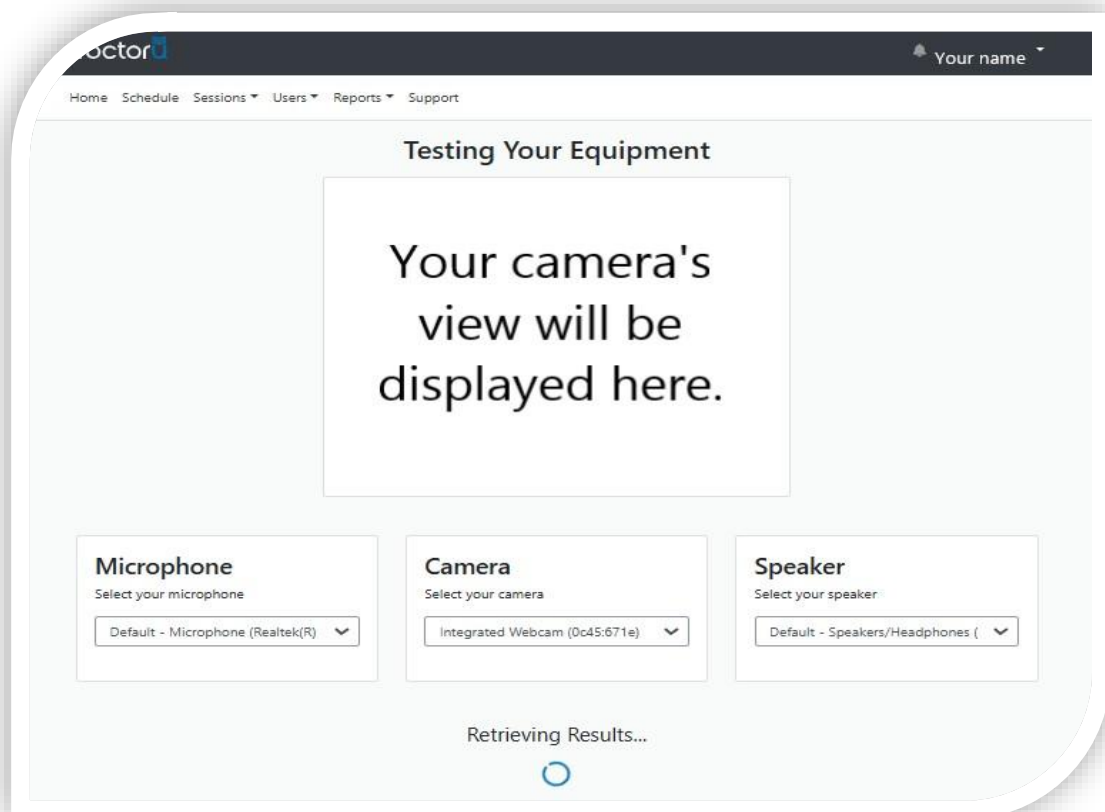 octorU
Your name
Home Schedule Sessions Users Reports Support
Testing Your Equipment
Your camera's
view will be
displayed here.
Microphone
Select your microphone
Default - Microphone (Realtek(R)
Camera
Select your camera
Integrated Webcam (0c45:671e)
Speaker
Select your speaker
Default - Speakers/Headphones (
Retrieving Results...